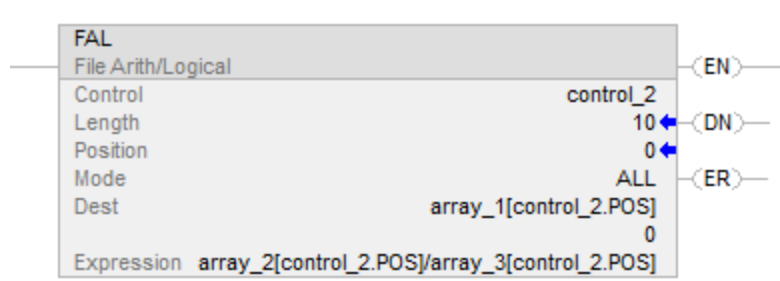 FAL
File Arith/Logical
EN
Control control_2
Length 10
DN
Position 0
Mode ALL
ER
Dest array_1[control_2.POS]
0
Expression array_2[control_2.POS]/array_3[control_2.POS]